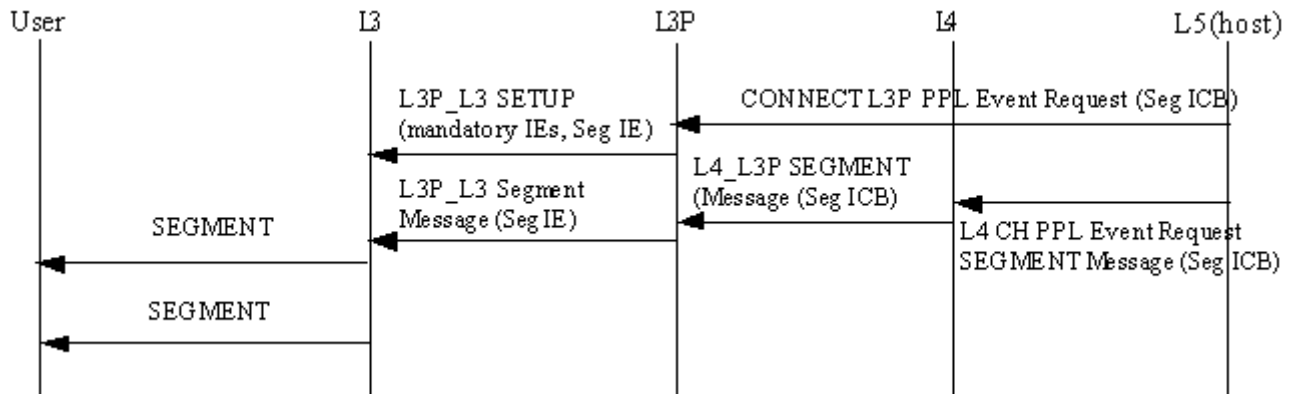 User L3 L3P L4 L5(host)
L3P_L3 SETUP
(mandatory IEs, Seg IE)
CONNECT L3P PPL Event Request (Seg ICB)
L4_L3P SEGMENT
(Message (Seg ICB)
L3P_L3 Segment
Message (Seg IE)
SEGMENT
L4 CH PPL Event Request
SEGMENT Message (Seg ICB)
SEGMENT